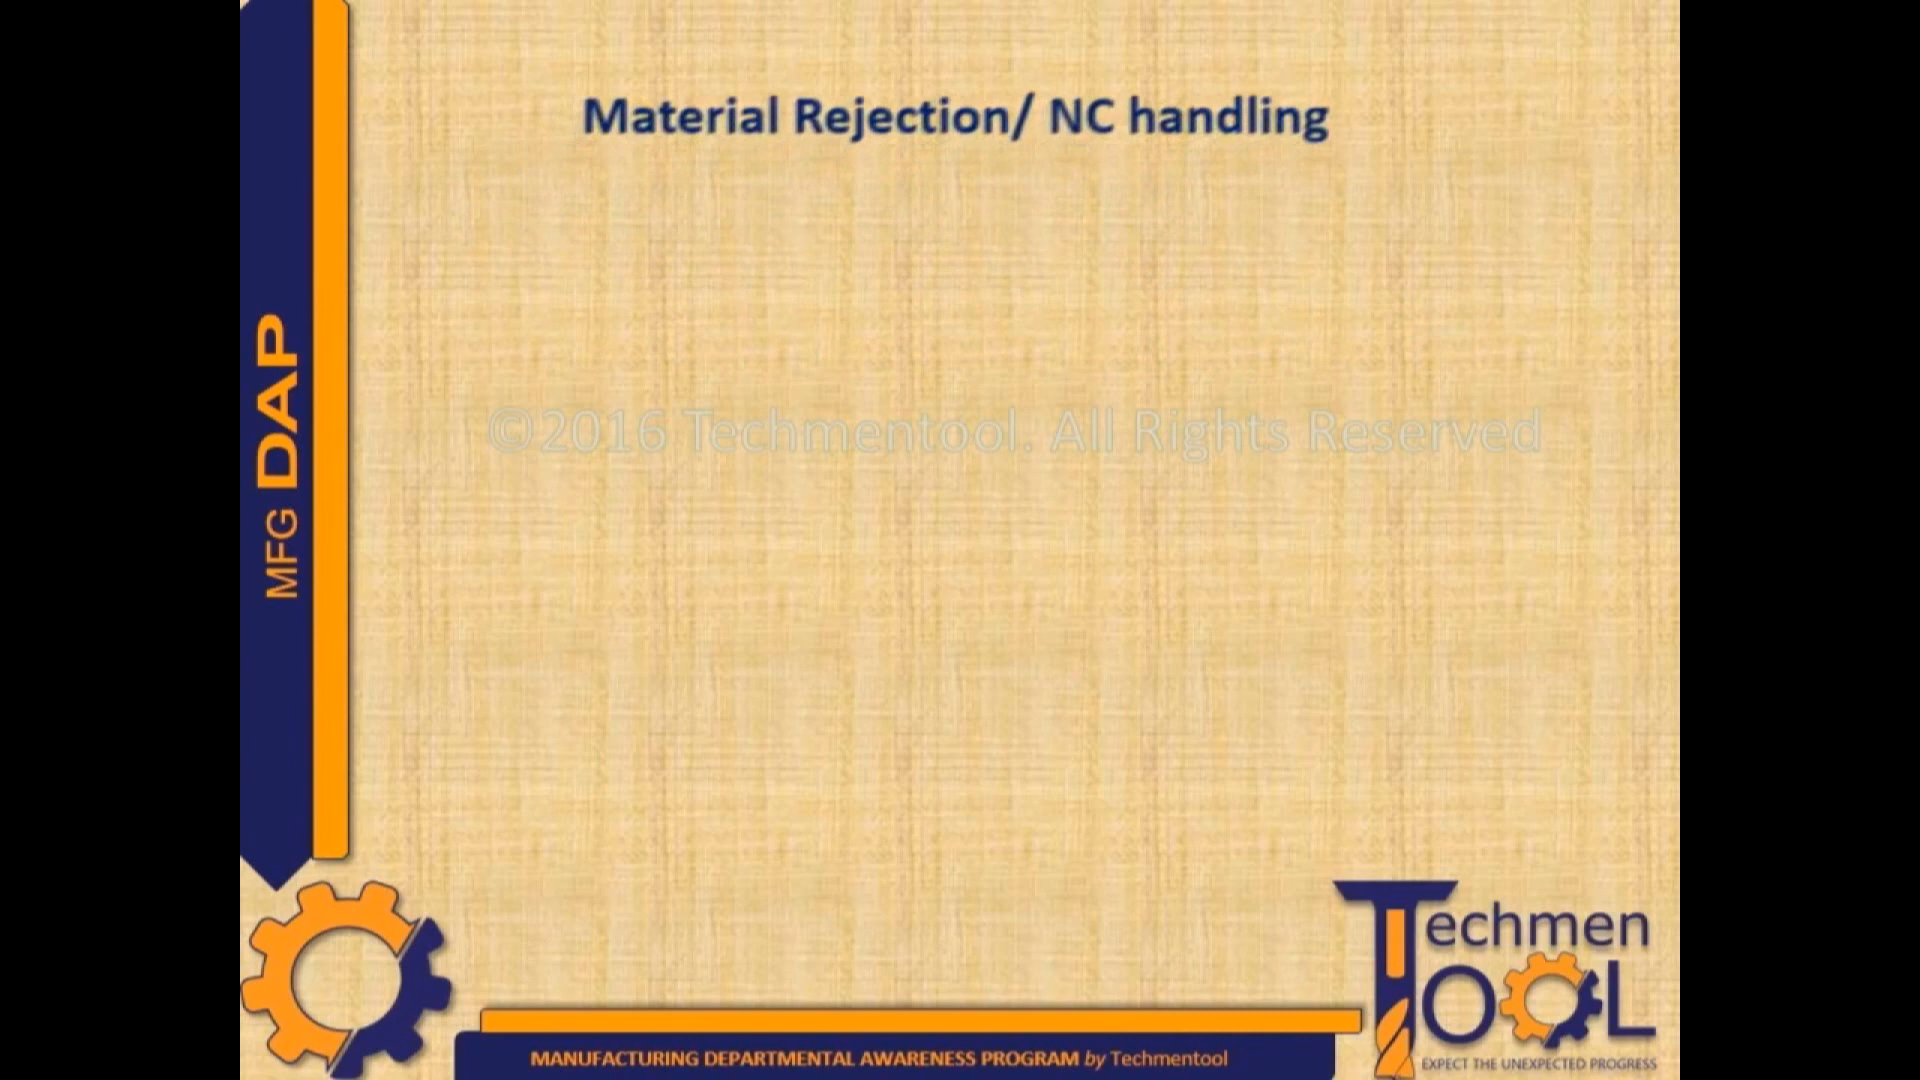 Material Rejection/ NC handling
©2016 Techmentool. All Rights Reserved
MFG DAP
Techmen
TOOL
EXPECT THE UNEXPECTED PROGRESS
MANUFACTURING DEPARTMENTAL AWARENESS PROGRAM by Techmentool